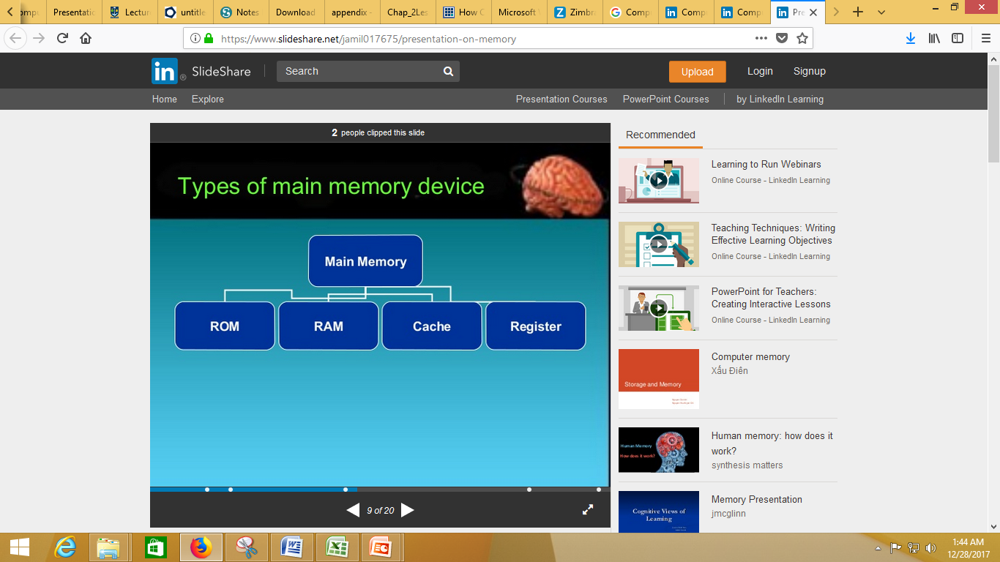 ompu
Presentatic
Lecture
untitle
Notes
Download
appendix -
Chap_2Les
How C
Microsoft
Zimbra
Comp
Comp
Comp
Pre
https://www.slideshare.net/jamil017675/presentation-on-memory
in SlideShare
Search
Upload
Login
Signup
Home
Explore
Presentation Courses
PowerPoint Courses
by LinkedIn Learning
2 people clipped this slide
Types of main memory device
Main Memory
ROM
RAM
Cache
Register
9 of 20
Recommended
Learning to Run Webinars
Online Course - LinkedIn Learning
Teaching Techniques: Writing
Effective Learning Objectives
Online Course - LinkedIn Learning
PowerPoint for Teachers:
Creating Interactive Lessons
Online Course - LinkedIn Learning
Storage and Memory
Computer memory
Xấu Điên
Human Memory
How does it work?
Human memory: how does it
work?
synthesis matters
Cognitive Views of
Learning
Memory Presentation
jmcglinn
1:44 AM
12/28/2017